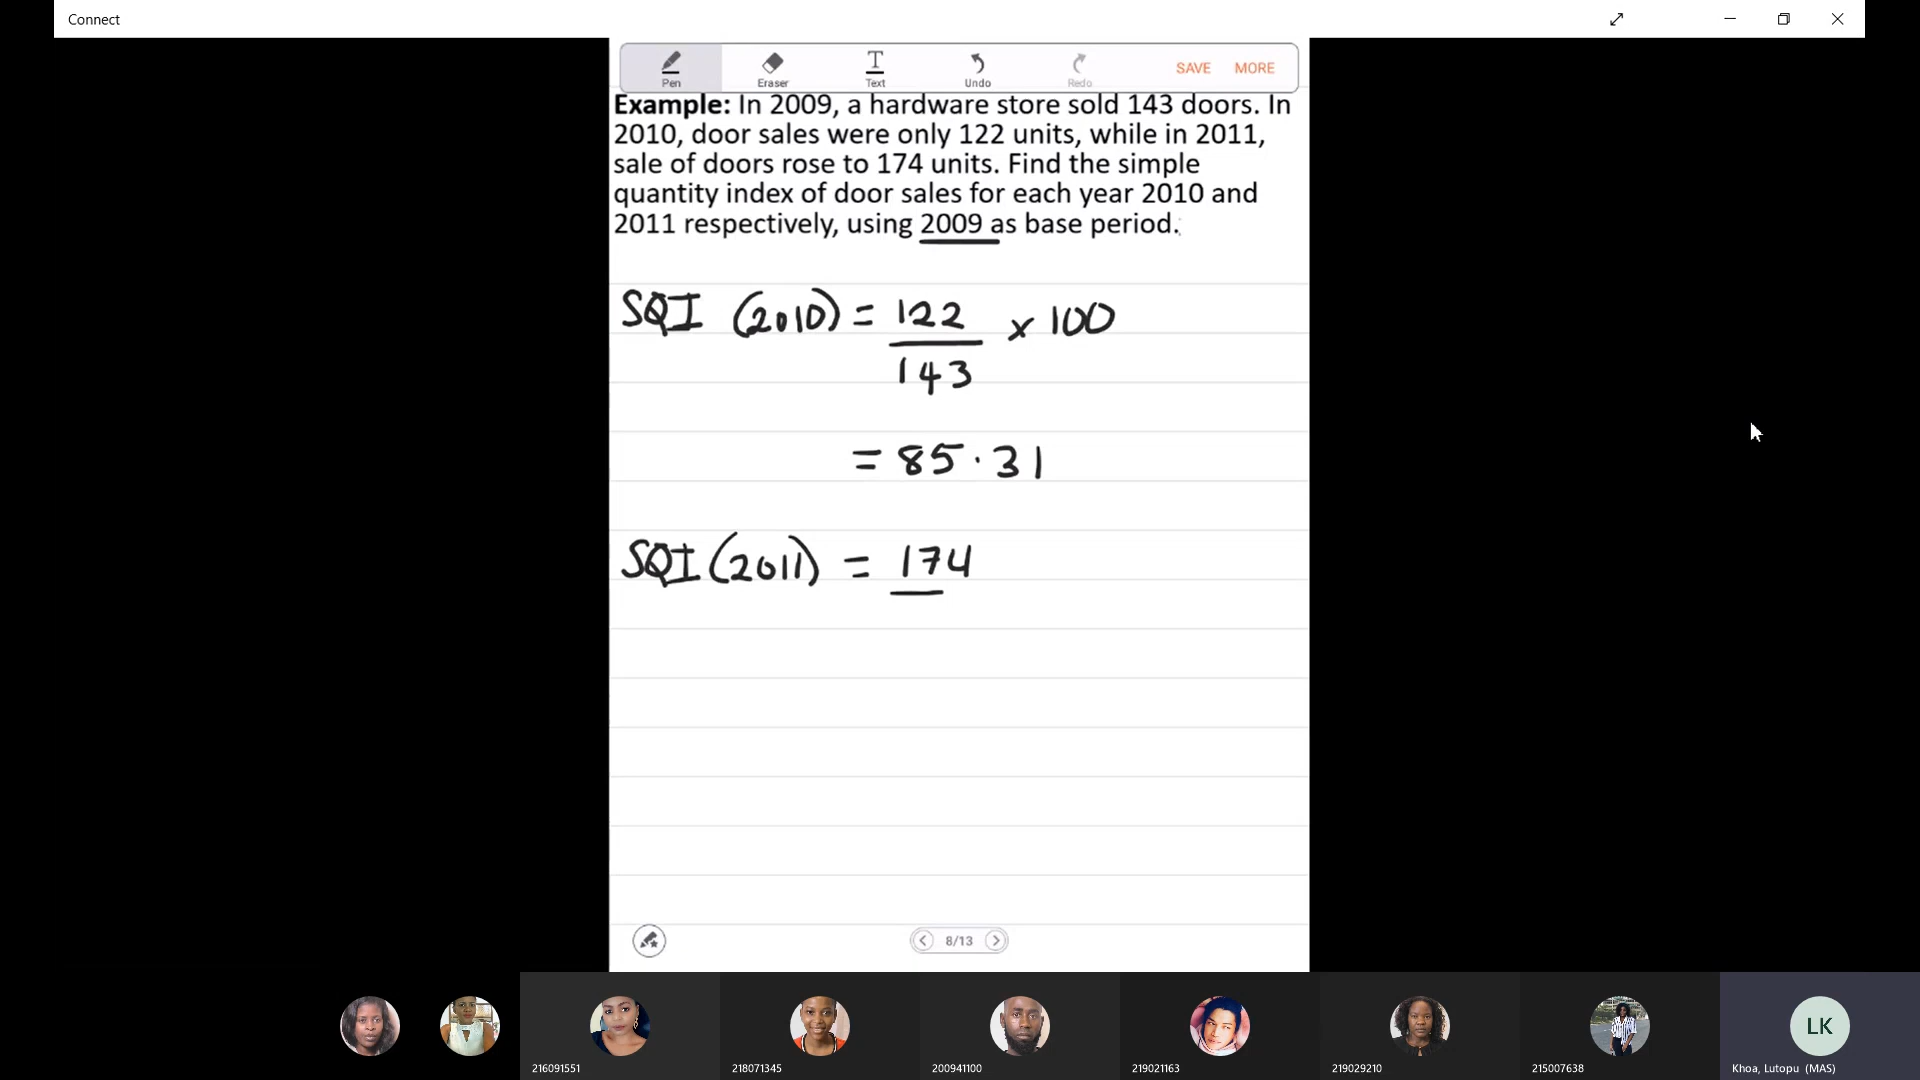 Connect
Pen
Eraser
Text
Undo
Redo
SAVE
MORE
Example: In 2009, a hardware store sold 143 doors. In
2010, door sales were only 122 units, while in 2011,
sale of doors rose to 174 units. Find the simple
quantity index of door sales for each year 2010 and
2011 respectively, using 2009 as base period.
SQI (2010) = 122 x 100
143
= 85.31
SQI (2011) = 174
8/13
216091551
218071345
200941100
219021163
219029210
215007638
LK
Khoa, Lutopu (MAS)